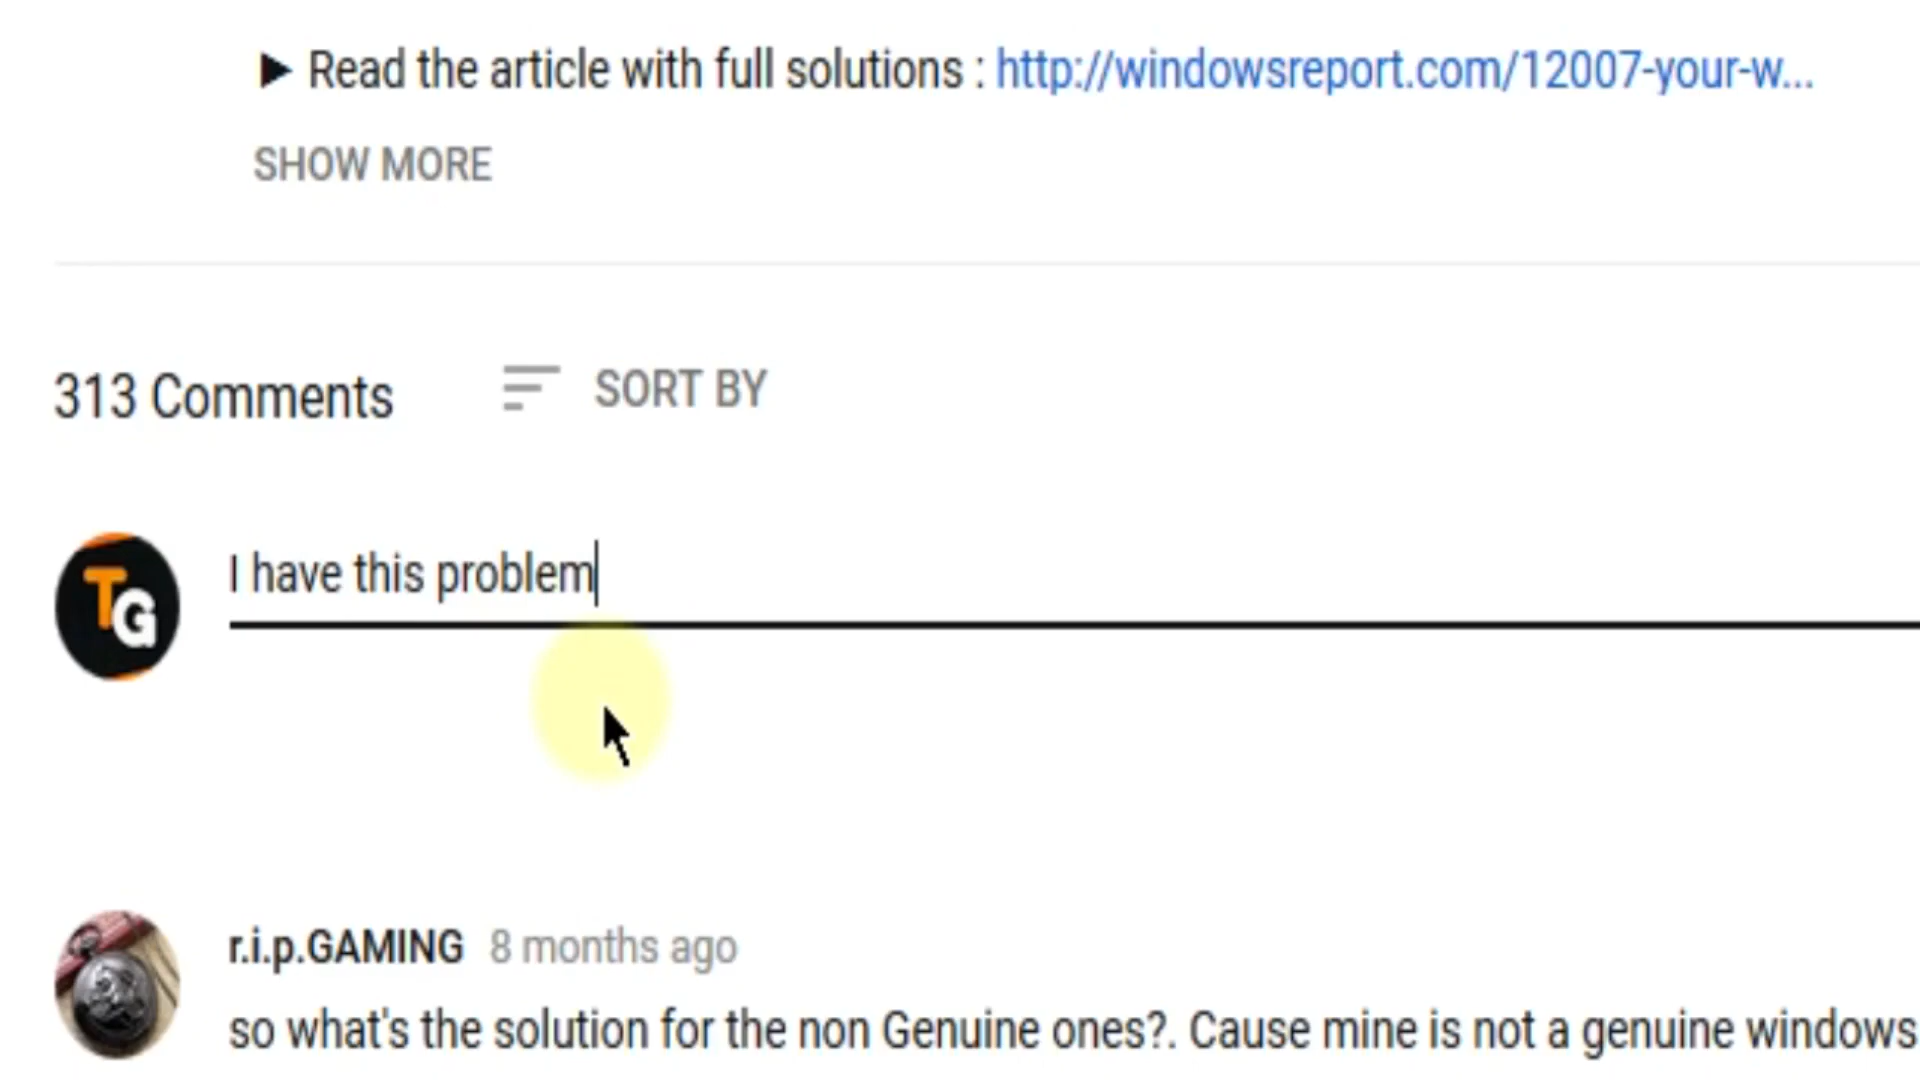 ▶ Read the article with full solutions : http://windowsreport.com/12007-your-w...
SHOW MORE
313 Comments SORT BY
TG
I have this problem
r.i.p.GAMING 8 months ago
so what's the solution for the non Genuine ones?. Cause mine is not a genuine windows